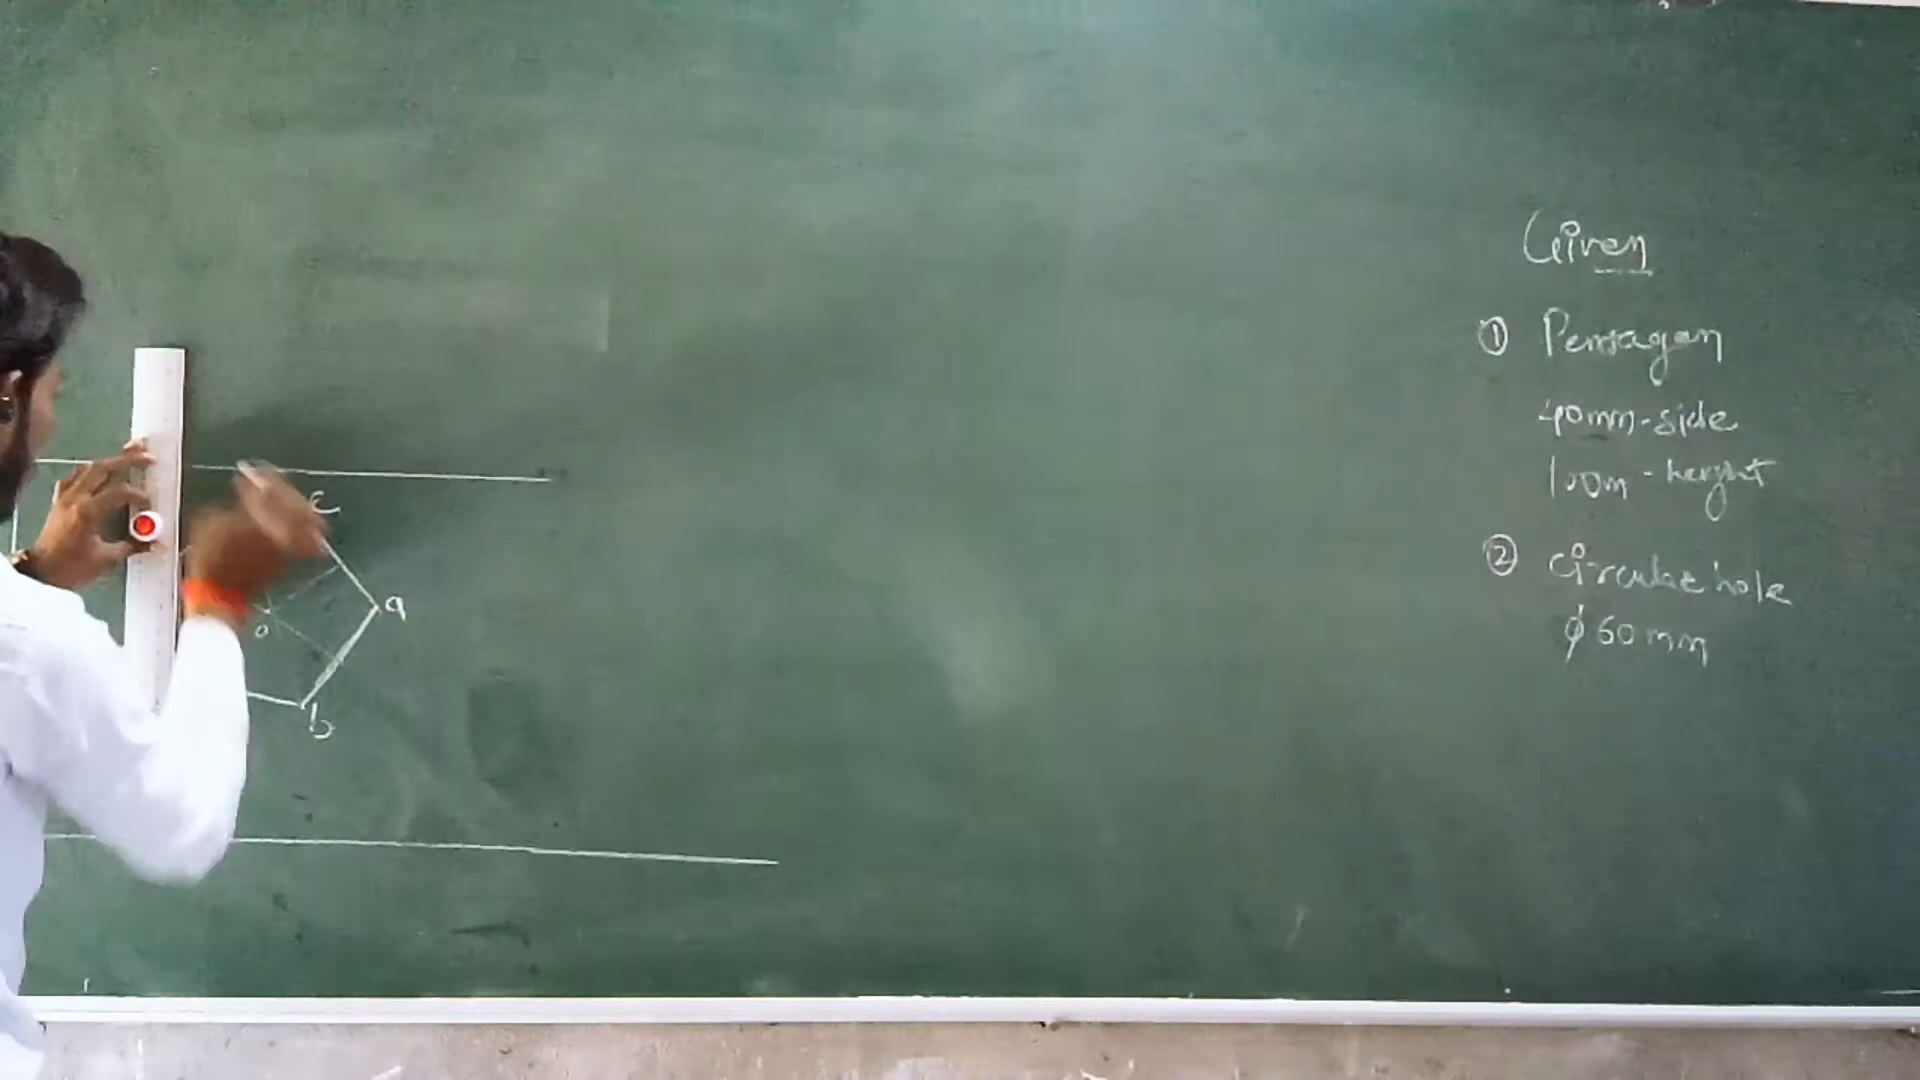 Given
① Pentagon
40mm-side
100m - height
② circular hole
ϕ 60 mm
c
a
o
b